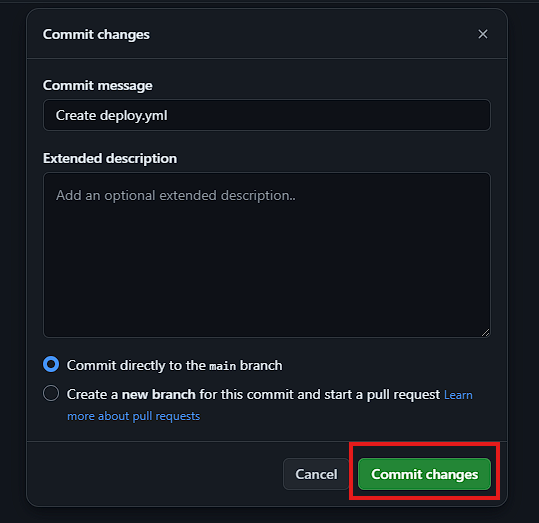 Commit changes
Commit message
Create deploy.yml
Extended description
Add an optional extended description..
Commit directly to the main branch
Create a new branch for this commit and start a pull request Learn
more about pull requests
Cancel
Commit changes